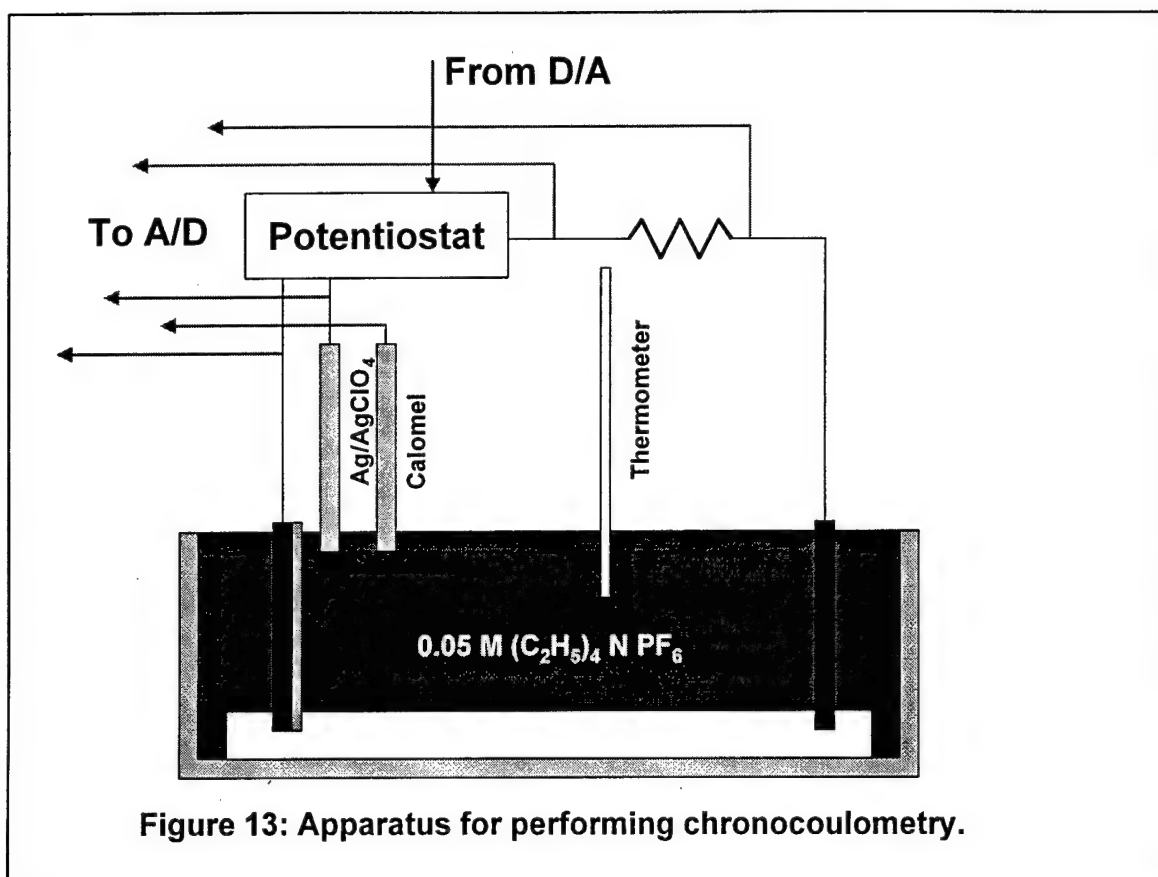 From D/A
To A/D
Potentiostat
Ag/AgClO₄
Calomel
Thermometer
0.05 M (C₂H₅)₄ N PF₆
Figure 13: Apparatus for performing chronocoulometry.